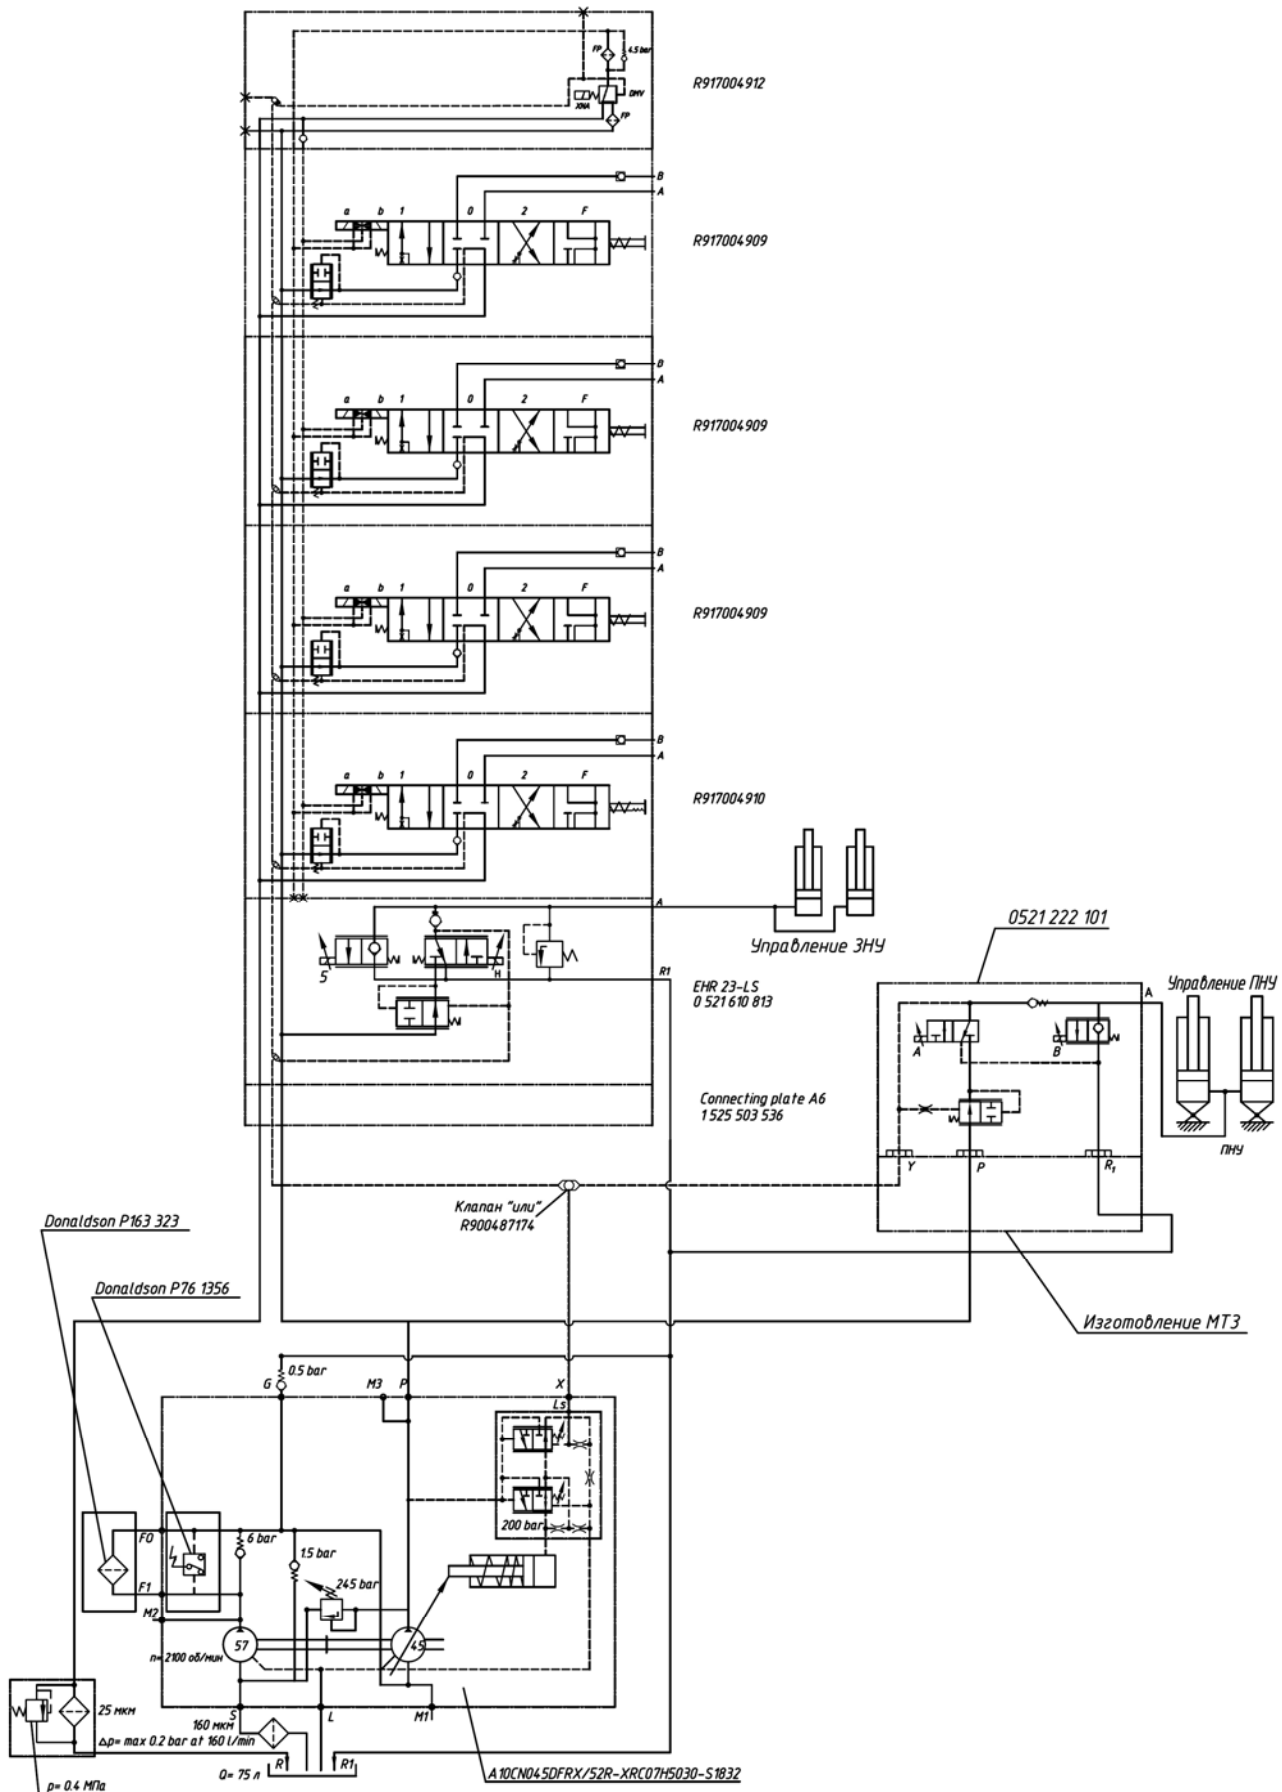 FP
4.5 bar
R917004912
XHA
DMV
FP
B
A
a b 1 0 2 F
R917004909
B
A
a b 1 0 2 F
R917004909
B
A
a b 1 0 2 F
R917004909
B
A
a b 1 0 2 F
R917004910
A
Управление ЗНУ
0521 222 101
S
H
R1
EHR 23-LS
0 521 610 813
A
Управление ПНУ
A
B
Connecting plate A6
1 525 503 536
Y
P
R1
ПНУ
Клапан "или"
R900487174
Donaldson P163 323
Donaldson P76 1356
Изготовление МТЗ
0.5 bar
G
M3
P
X
Ls
200 bar
F0
6 bar
1.5 bar
245 bar
F1
M2
57
45
n= 2100 об/мин
S
L
M1
25 мкм
160 мкм
Δp= max 0.2 bar at 160 l/min
R
R1
Q= 75 л
A10CN045DFRX/52R-XRC07H5030-S1832
p= 0.4 МПа